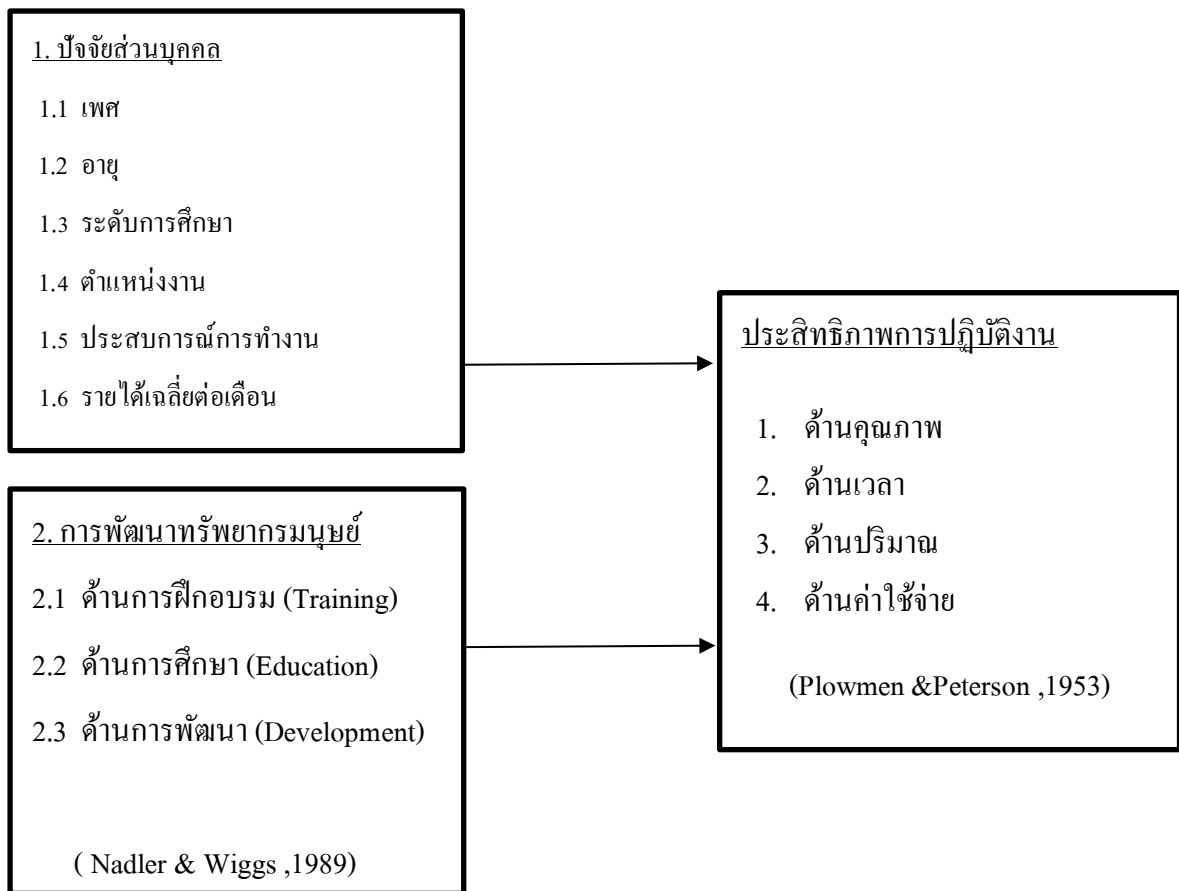 1. ปัจจัยส่วนบุคคล
1.1 เพศ
1.2 อายุ
1.3 ระดับการศึกษา
1.4 ตำแหน่งงาน
1.5 ประสบการณ์การทำงาน
1.6 รายได้เฉลี่ยต่อเดือน
2. การพัฒนาทรัพยากรมนุษย์
2.1 ด้านการฝึกอบรม (Training)
2.2 ด้านการศึกษา (Education)
2.3 ด้านการพัฒนา (Development)
( Nadler & Wiggs ,1989)
ประสิทธิภาพการปฏิบัติงาน
1. ด้านคุณภาพ
2. ด้านเวลา
3. ด้านปริมาณ
4. ด้านค่าใช้จ่าย
(Plowmen &Peterson ,1953)